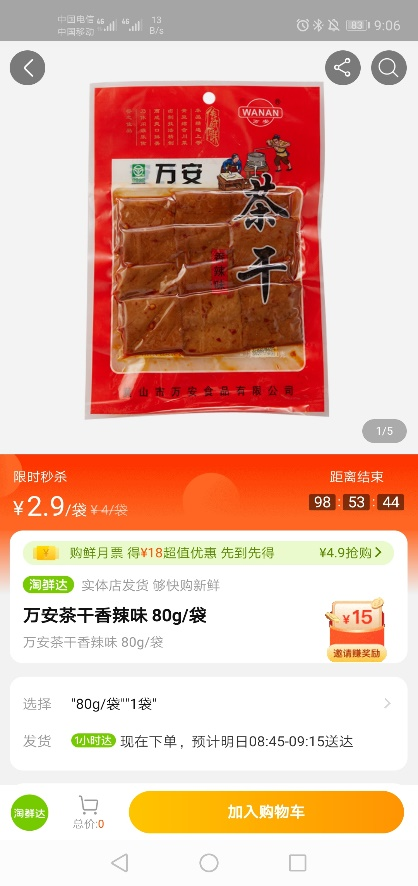 中国电信 4G
中国移动 4G
13
B/s
83
9:06
WANAN
万安
万安
茶干
香辣味
山市万安食品有限公司
1/5
限时秒杀
距离结束
¥2.9/袋 ¥4/袋
98:53:44
购鲜月票 得¥18超值优惠 先到先得
¥4.9抢购
淘鲜达 实体店发货 够快购新鲜
万安茶干香辣味 80g/袋
万安茶干香辣味 80g/袋
¥15
邀请赚奖励
选择 "80g/袋""1袋"
发货 1小时达 现在下单，预计明日08:45-09:15送达
淘鲜达
总价:0
加入购物车